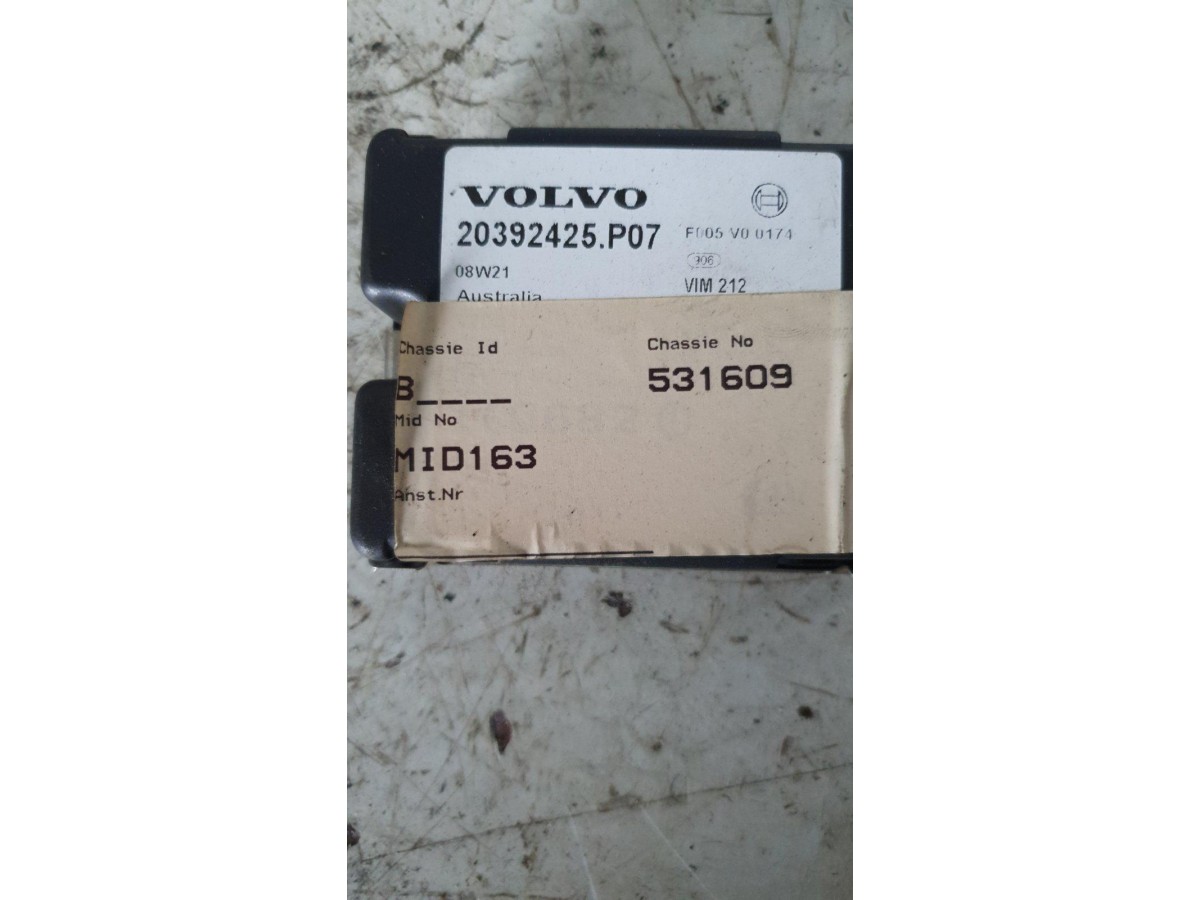 VOLVO
20392425.P07
F005 V0 0174
08W21
906
Australia
VIM 212
Chassie Id
Chassie No
B____
531609
Mid No
MID163
Anst.Nr